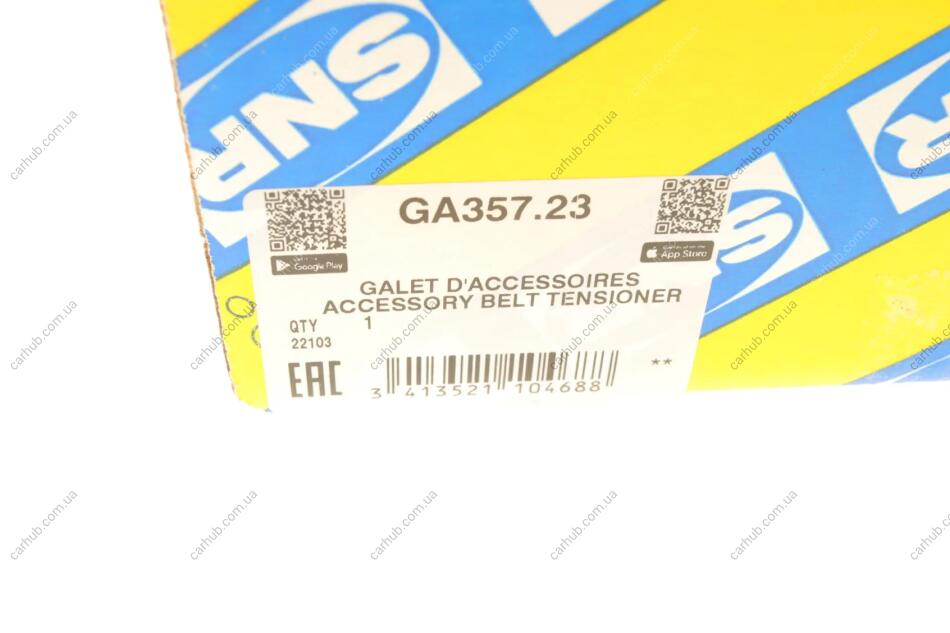 SNR
GA357.23
Google Play
App Store
GALET D'ACCESSOIRES
ACCESSORY BELT TENSIONER
QTY 1
22103
EAC
3 413521 104688
**
carhub.com.ua